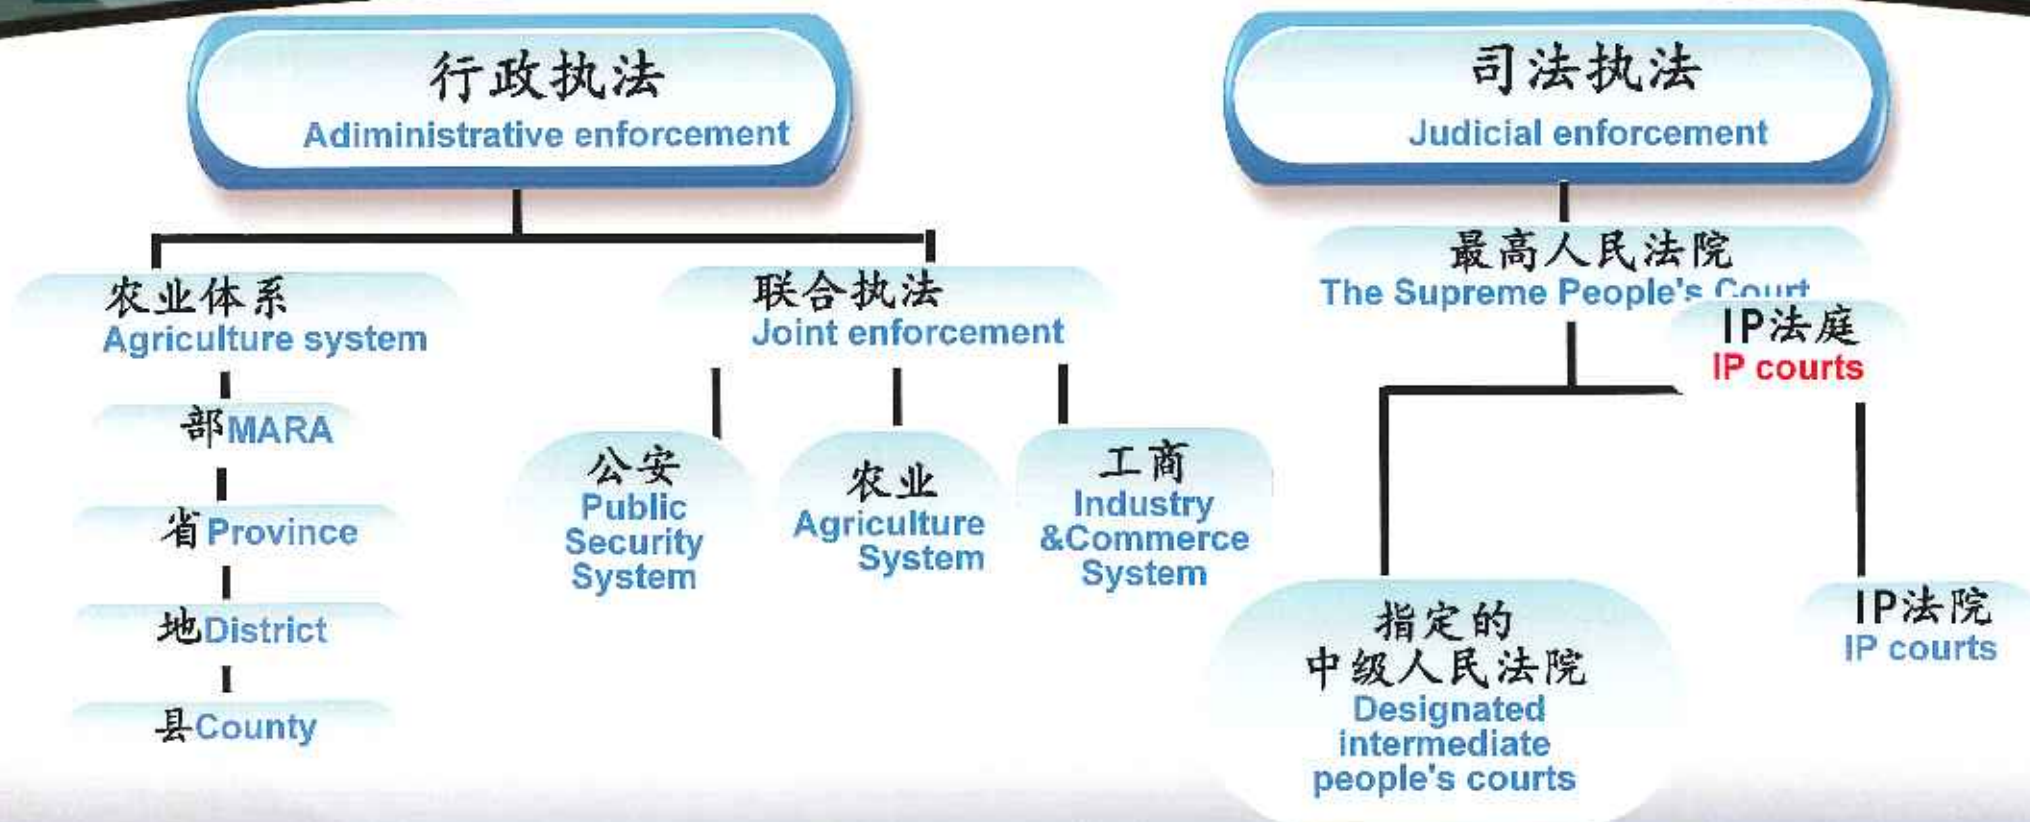 行政执法
Adiministrative enforcement
农业体系
Agriculture system
部MARA
省Province
地District
县County
联合执法
Joint enforcement
公安
Public
Security
System
农业
Agriculture
System
工商
Industry
&Commerce
System
司法执法
Judicial enforcement
最高人民法院
The Supreme People's Court
IP法庭
IP courts
指定的
中级人民法院
Designated
intermediate
people's courts
IP法院
IP courts